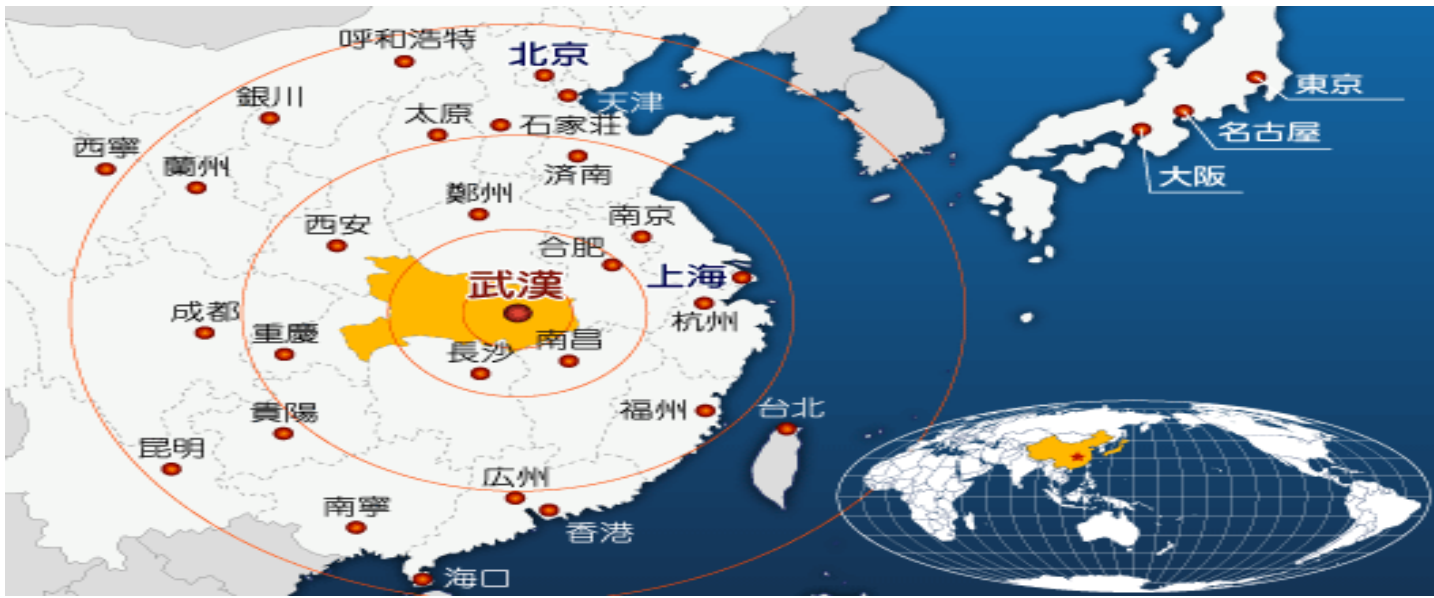 呼和浩特
北京
東京
銀川
天津
太原
石家荘
名古屋
西寧
蘭州
済南
大阪
鄭州
西安
南京
合肥
武漢
上海
成都
重慶
杭州
長沙
南昌
貴陽
福州
台北
昆明
広州
南寧
香港
海口